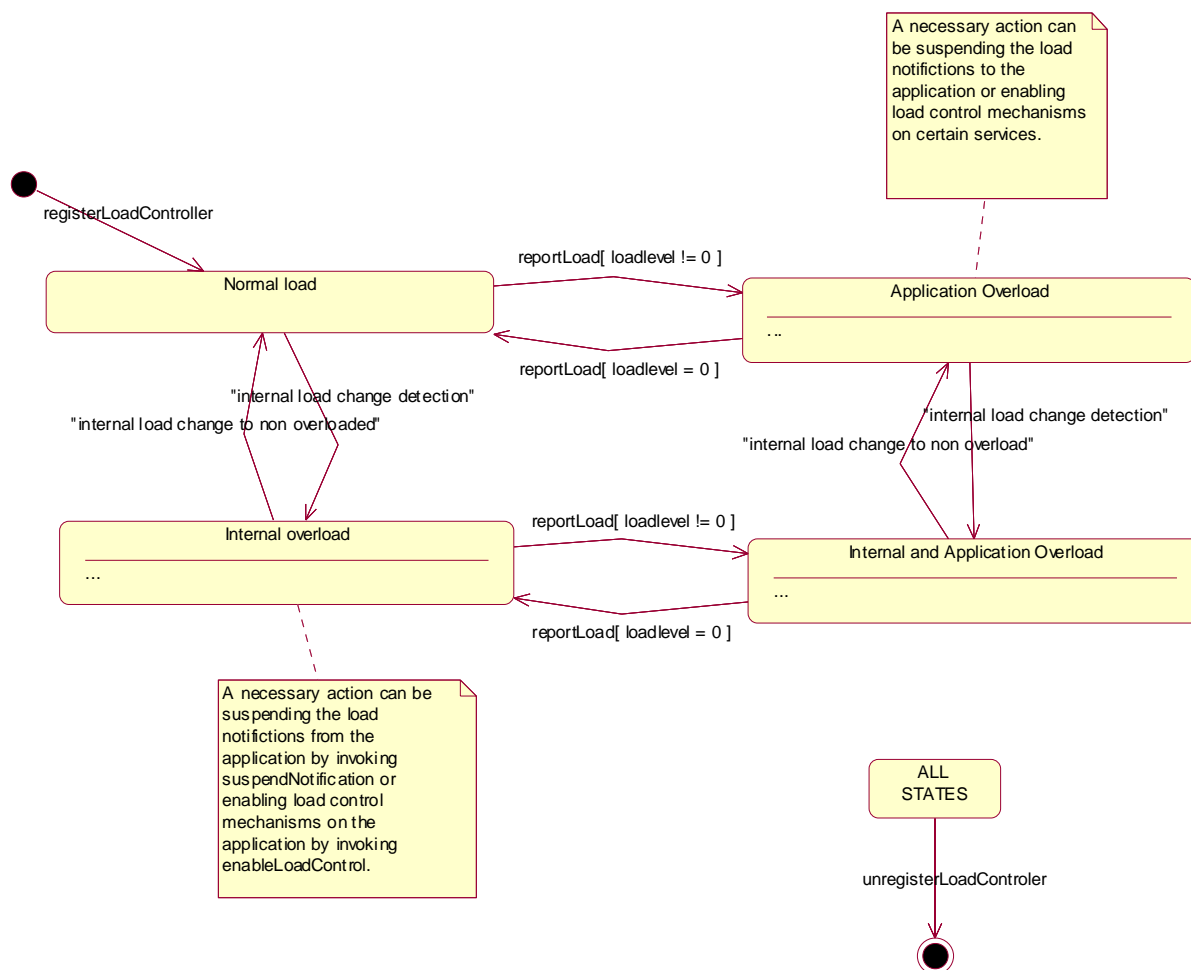 A necessary action can
be suspending the load
notifictions to the
application or enabling
load control mechanisms
on certain services.
registerLoadController
reportLoad[ loadlevel != 0 ]
Normal load
Application Overload
...
reportLoad[ loadlevel = 0 ]
"internal load change detection"
"internal load change to non overloaded"
"internal load change detection"
"internal load change to non overload"
reportLoad[ loadlevel != 0 ]
Internal overload
...
Internal and Application Overload
...
reportLoad[ loadlevel = 0 ]
A necessary action can be
suspending the load
notifictions from the
application by invoking
suspendNotification or
enabling load control
mechanisms on the
application by invoking
enableLoadControl.
ALL
STATES
unregisterLoadControler